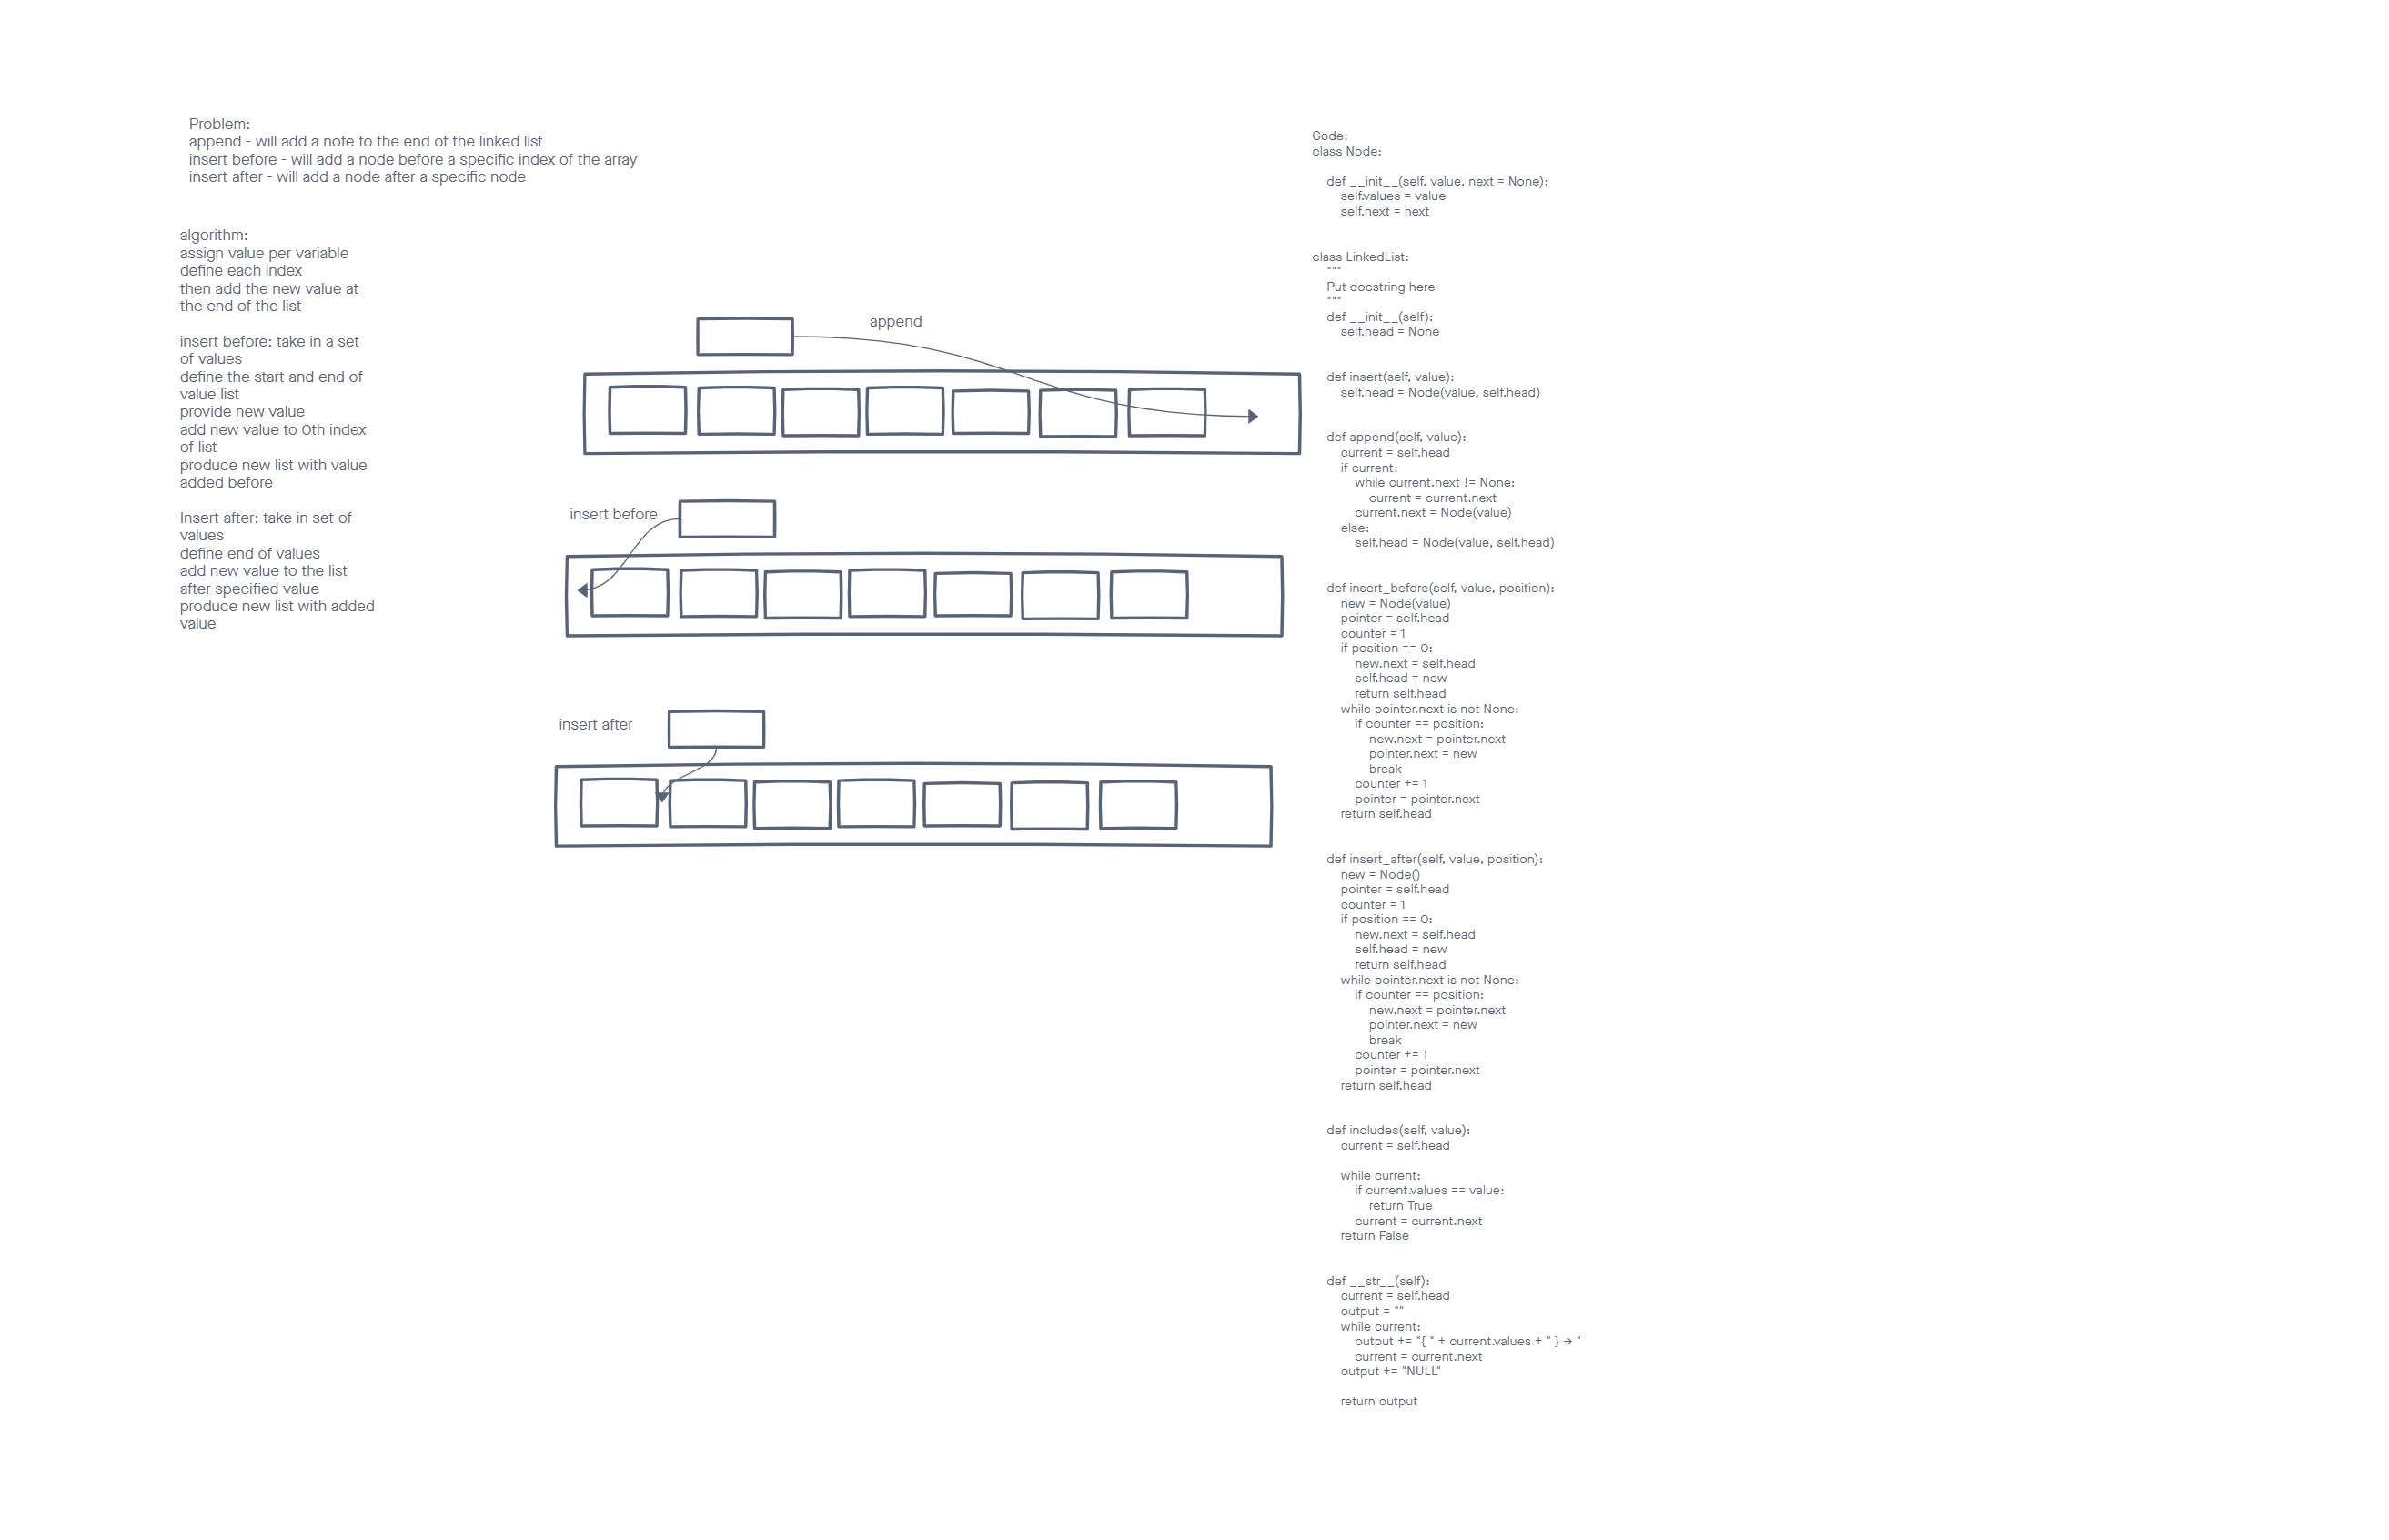 Problem:
append - will add a note to the end of the linked list
insert before - will add a node before a specific index of the array
insert after - will add a node after a specific node
algorithm:
assign value per variable
define each index
then add the new value at
the end of the list
insert before: take in a set
of values
define the start and end of
value list
provide new value
add new value to 0th index
of list
produce new list with value
added before
Insert after: take in set of
values
define end of values
add new value to the list
after specified value
produce new list with added
value
append
insert before
insert after
Code:
class Node:
def __init__(self, value, next = None):
self.values = value
self.next = next
class LinkedList:
"""
Put docstring here
"""
def __init__(self):
self.head = None
def insert(self, value):
self.head = Node(value, self.head)
def append(self, value):
current = self.head
if current:
while current.next != None:
current = current.next
current.next = Node(value)
else:
self.head = Node(value, self.head)
def insert_before(self, value, position):
new = Node(value)
pointer = self.head
counter = 1
if position == 0:
new.next = self.head
self.head = new
return self.head
while pointer.next is not None:
if counter == position:
new.next = pointer.next
pointer.next = new
break
counter += 1
pointer = pointer.next
return self.head
def insert_after(self, value, position):
new = Node()
pointer = self.head
counter = 1
if position == 0:
new.next = self.head
self.head = new
return self.head
while pointer.next is not None:
if counter == position:
new.next = pointer.next
pointer.next = new
break
counter += 1
pointer = pointer.next
return self.head
def includes(self, value):
current = self.head
while current:
if current.values == value:
return True
current = current.next
return False
def __str__(self):
current = self.head
output = ""
while current:
output += "{ " + current.values + " } → "
current = current.next
output += "NULL"
return output